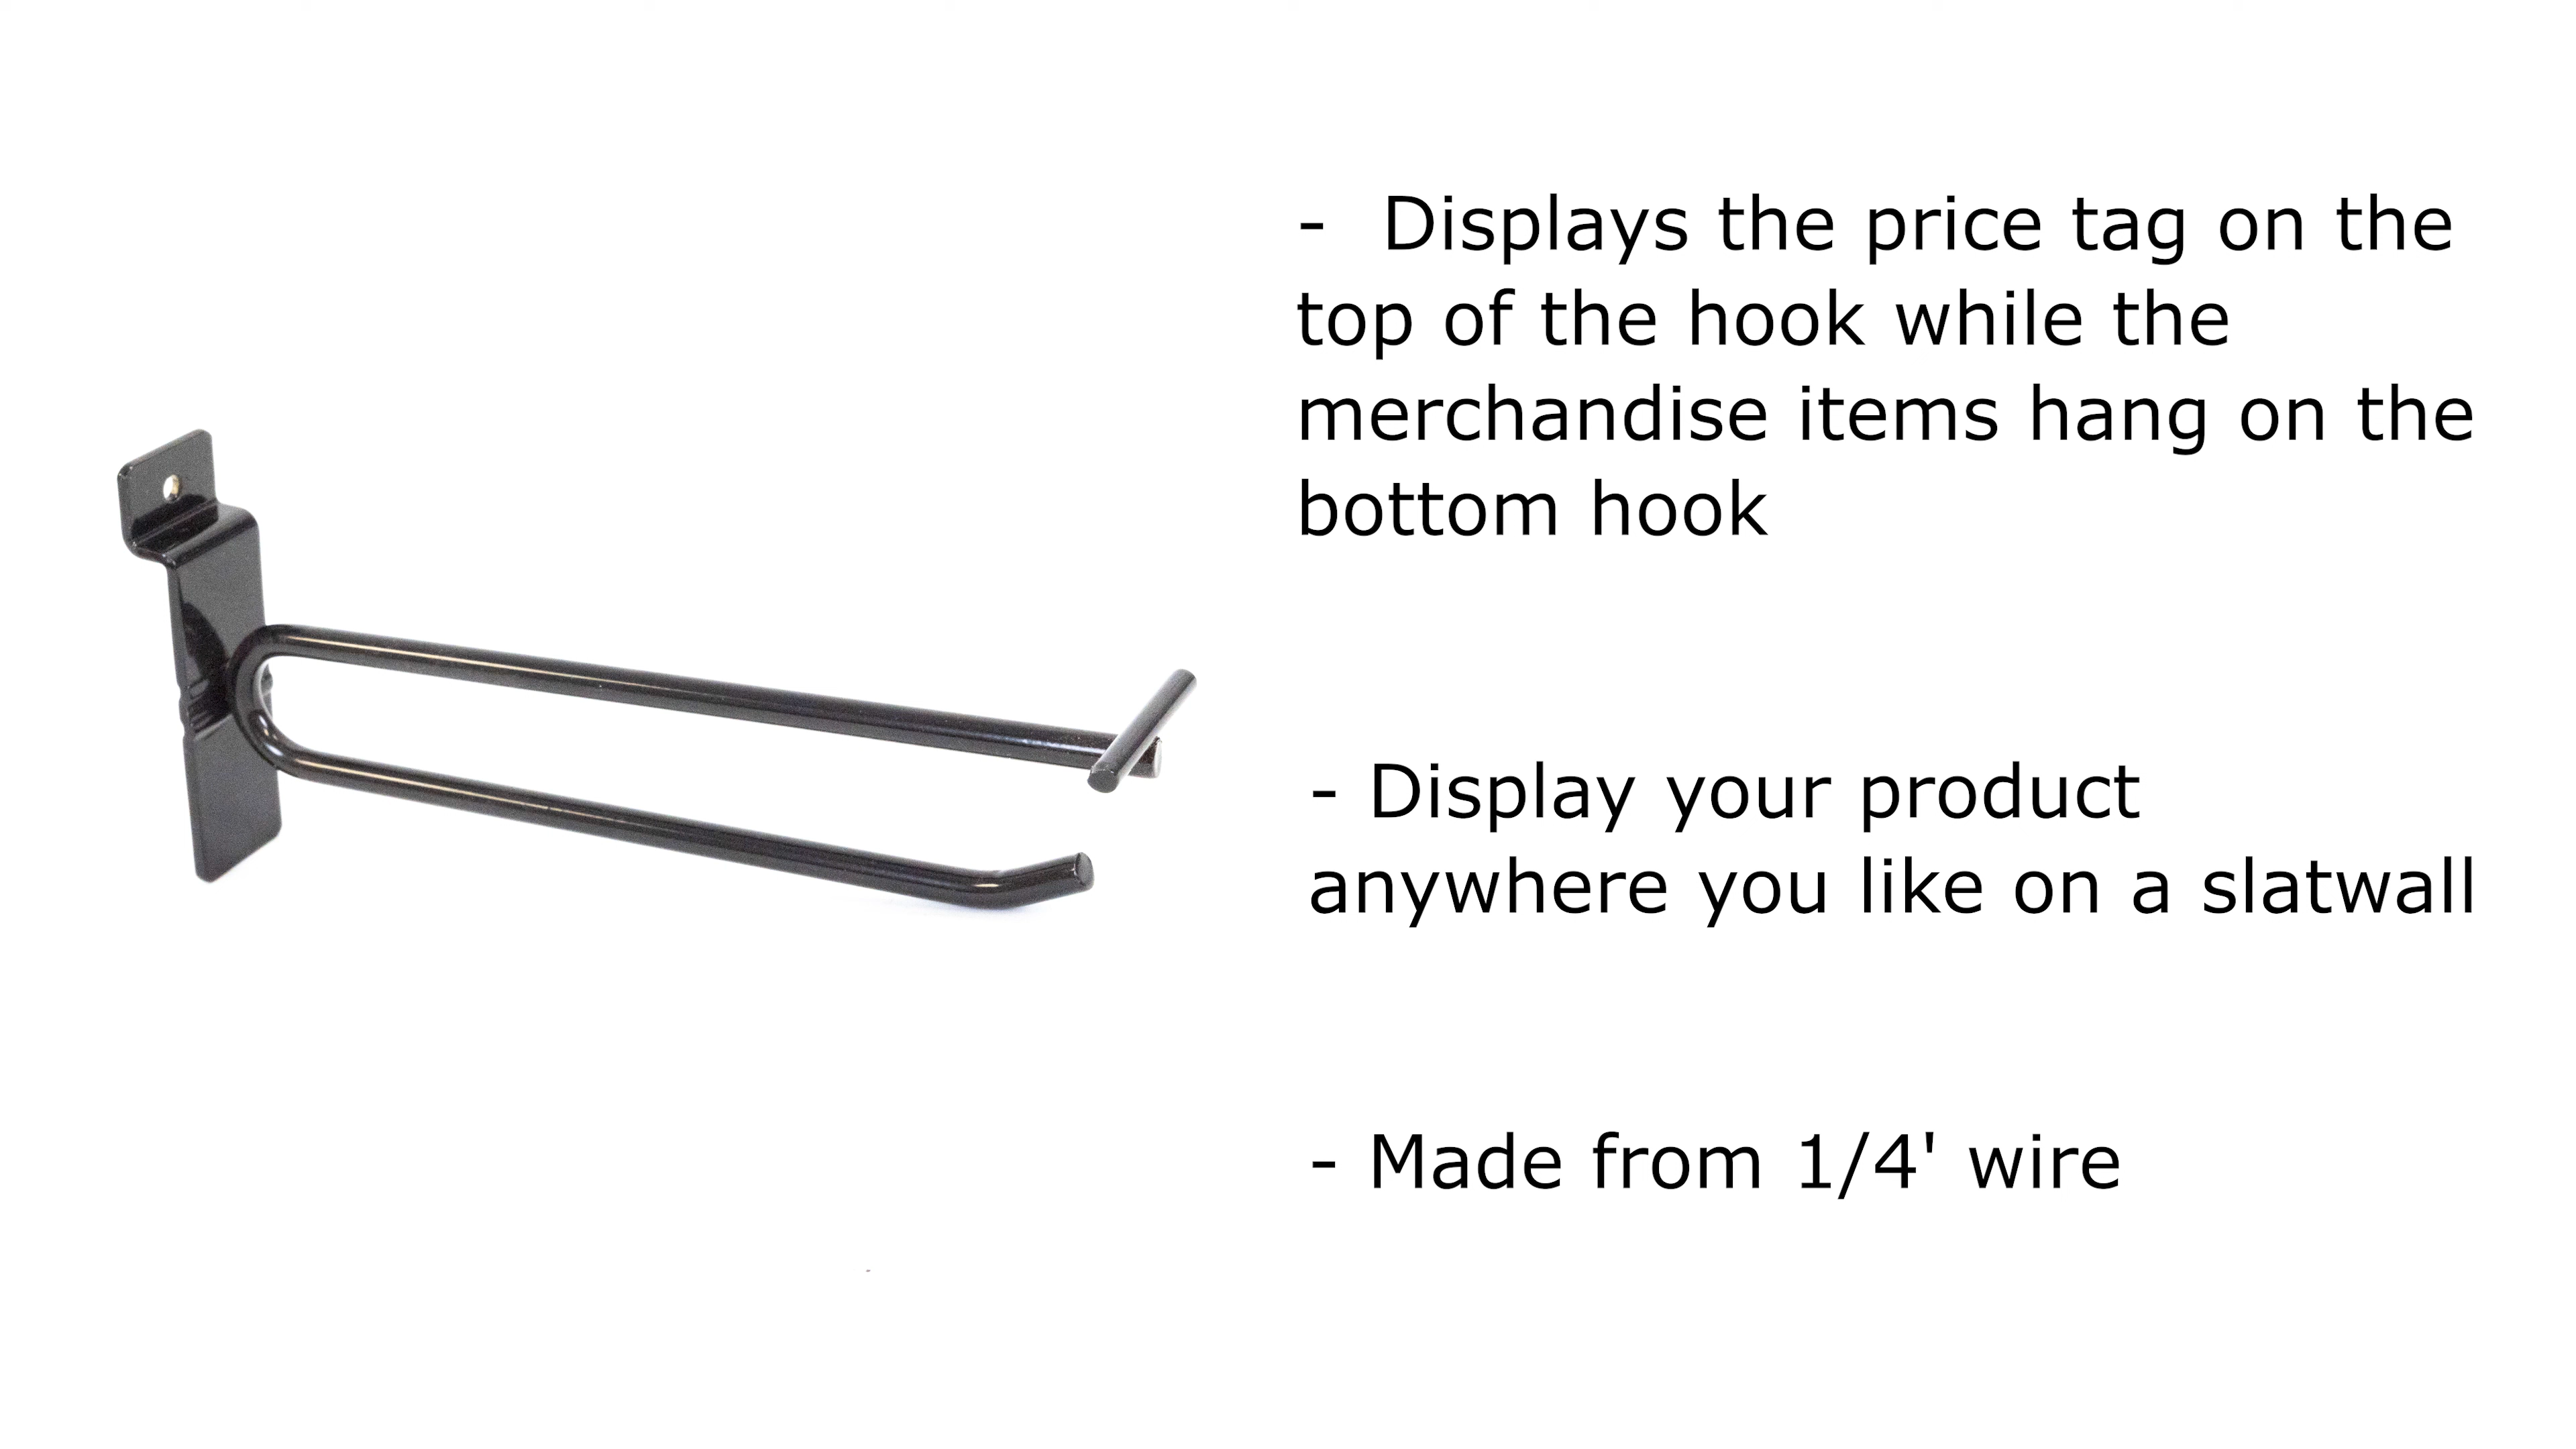 -  Displays the price tag on the
top of the hook while the
merchandise items hang on the
bottom hook
- Display your product
anywhere you like on a slatwall
- Made from 1/4' wire